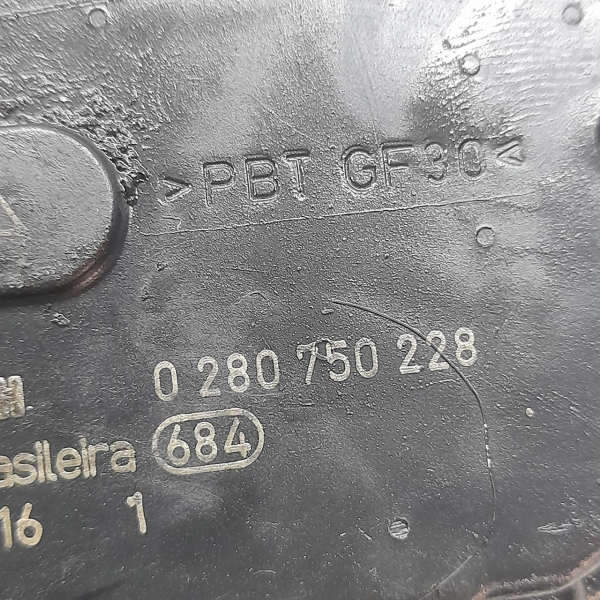 >PBT GF30<
0 280 750 228
asileira 684
16 1